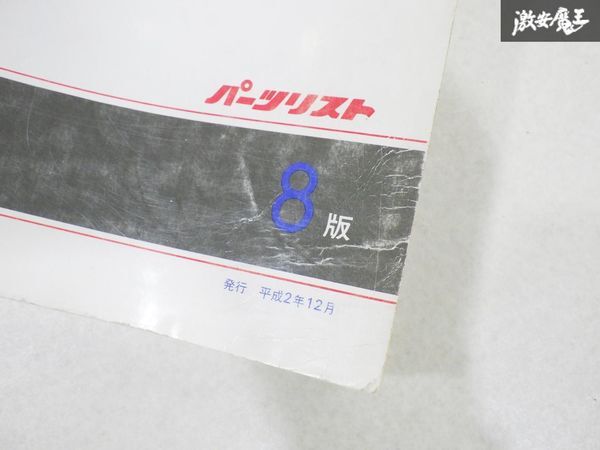 激安魔王
パーツリスト
8版
発行 平成2年12月